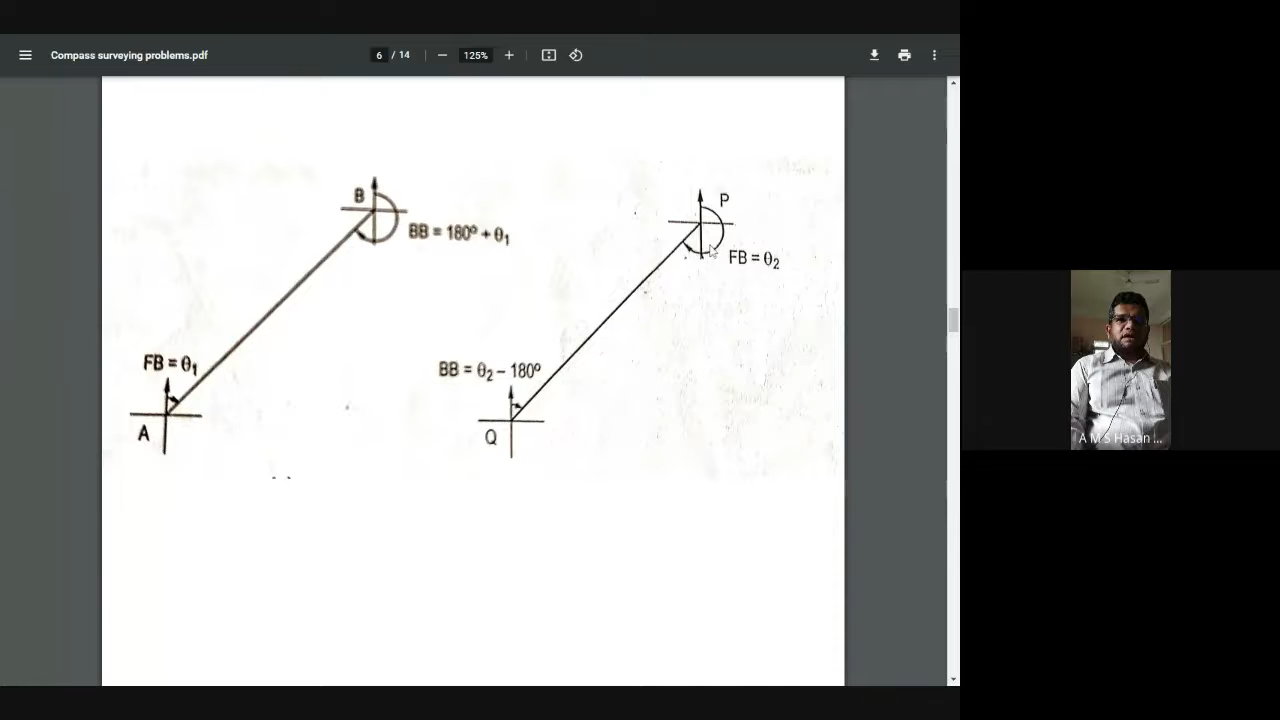 Compass surveying problems.pdf
6 / 14
125%
B
BB = 180° + θ₁
FB = θ₁
A
P
FB = θ₂
BB = θ₂ – 180°
Q
A M S Hasan ...